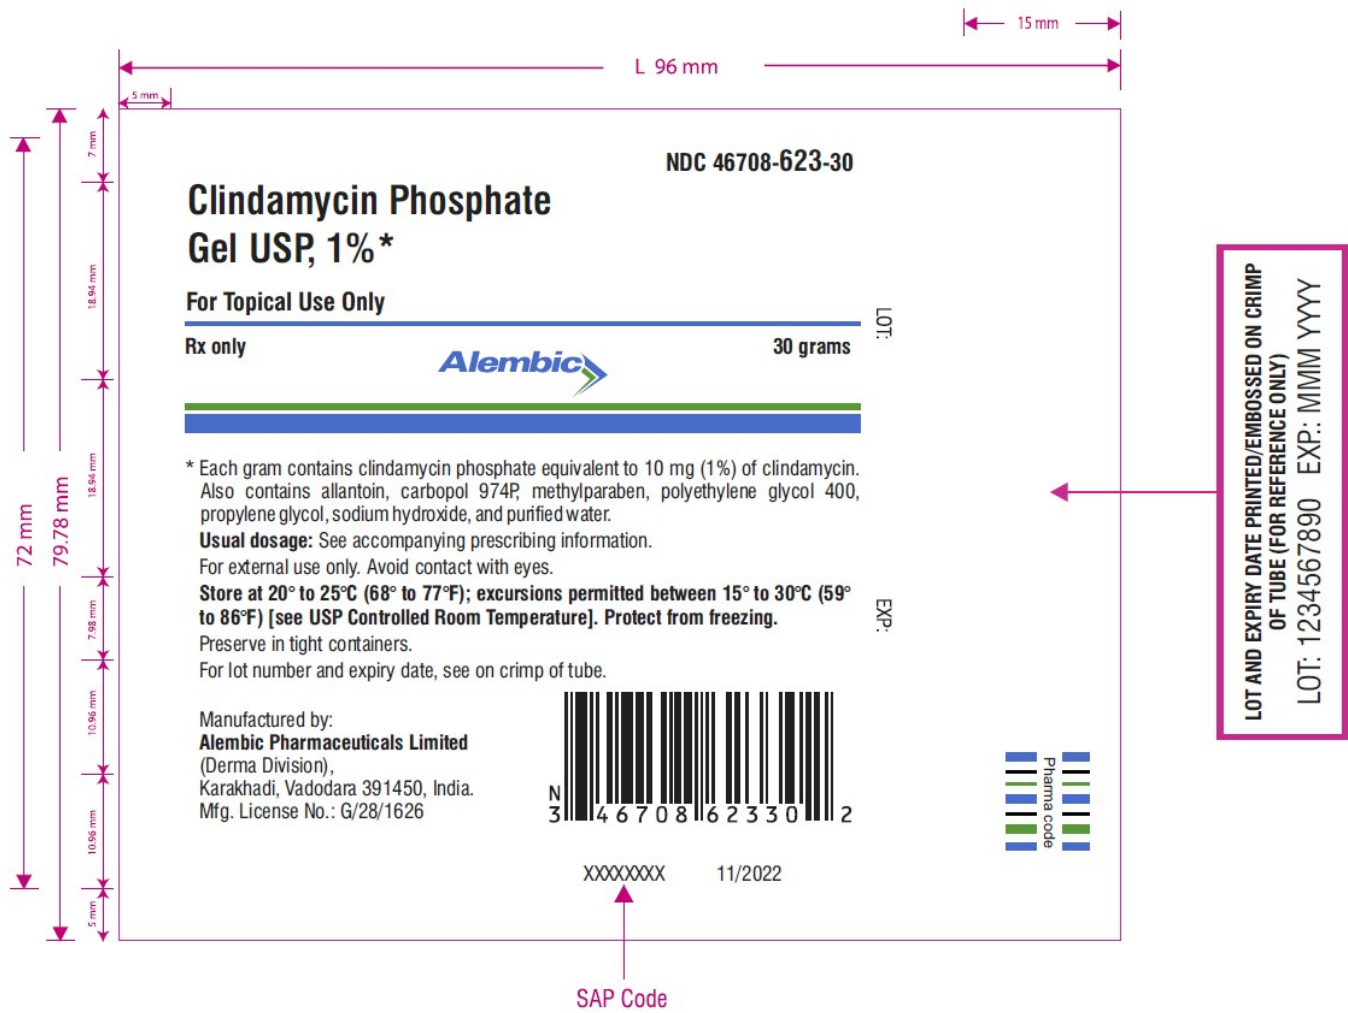 15 mm
L 96 mm
5 mm
7 mm
18.94 mm
18.94 mm
7.98 mm
10.96 mm
10.96 mm
5 mm
72 mm
79.78 mm
NDC 46708-623-30
Clindamycin Phosphate
Gel USP, 1%*
For Topical Use Only
Rx only
Alembic
30 grams
* Each gram contains clindamycin phosphate equivalent to 10 mg (1%) of clindamycin.
Also contains allantoin, carbopol 974P, methylparaben, polyethylene glycol 400,
propylene glycol, sodium hydroxide, and purified water.
Usual dosage: See accompanying prescribing information.
For external use only. Avoid contact with eyes.
Store at 20° to 25°C (68° to 77°F); excursions permitted between 15° to 30°C (59°
to 86°F) [see USP Controlled Room Temperature]. Protect from freezing.
Preserve in tight containers.
For lot number and expiry date, see on crimp of tube.
Manufactured by:
Alembic Pharmaceuticals Limited
(Derma Division),
Karakhadi, Vadodara 391450, India.
Mfg. License No.: G/28/1626
N
3 46708 62330 2
XXXXXXXX 11/2022
SAP Code
LOT:
EXP:
Pharma code
LOT AND EXPIRY DATE PRINTED/EMBOSSED ON CRIMP
OF TUBE (FOR REFERENCE ONLY)
LOT: 1234567890 EXP.: MMM YYYY